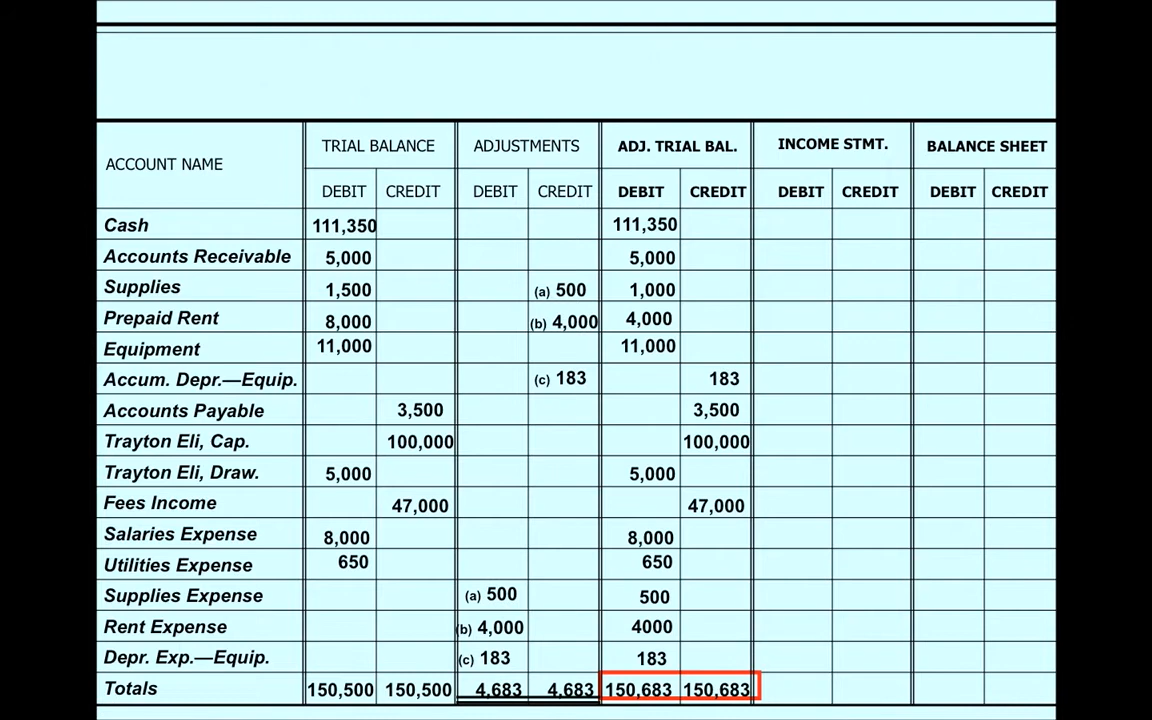 ACCOUNT NAME TRIAL BALANCE ADJUSTMENTS ADJ. TRIAL BAL. INCOME STMT. BALANCE SHEET
DEBIT CREDIT DEBIT CREDIT DEBIT CREDIT DEBIT CREDIT DEBIT CREDIT
Cash 111,350 111,350
Accounts Receivable 5,000 5,000
Supplies 1,500 (a) 500 1,000
Prepaid Rent 8,000 (b) 4,000 4,000
Equipment 11,000 11,000
Accum. Depr.—Equip. (c) 183 183
Accounts Payable 3,500 3,500
Trayton Eli, Cap. 100,000 100,000
Trayton Eli, Draw. 5,000 5,000
Fees Income 47,000 47,000
Salaries Expense 8,000 8,000
Utilities Expense 650 650
Supplies Expense (a) 500 500
Rent Expense (b) 4,000 4000
Depr. Exp.—Equip. (c) 183 183
Totals 150,500 150,500 4,683 4,683 150,683 150,683